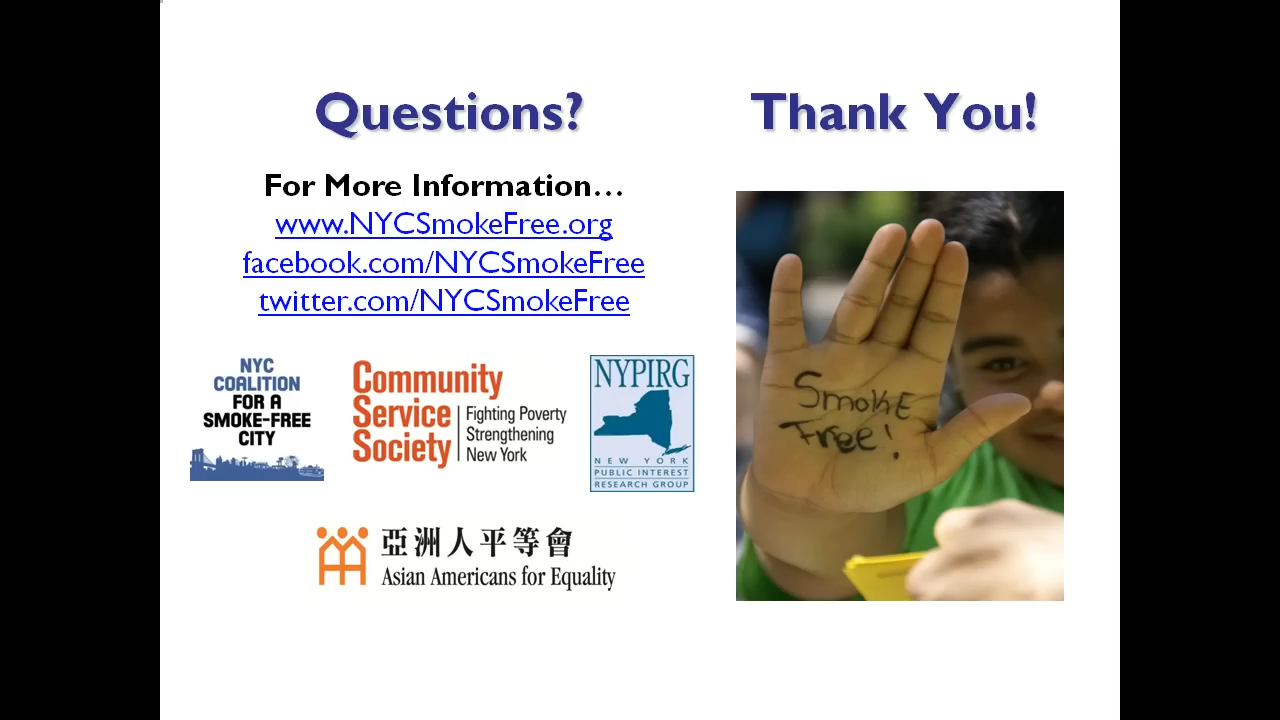 Questions?
Thank You!
For More Information…
www.NYCSmokeFree.org
facebook.com/NYCSmokeFree
twitter.com/NYCSmokeFree
NYC
COALITION
FOR A
SMOKE-FREE
CITY
Community
Service
Society
Fighting Poverty
Strengthening
New York
NYPIRG
NEW YORK
PUBLIC INTEREST
RESEARCH GROUP
亞洲人平等會
Asian Americans for Equality
SmokE
Free!